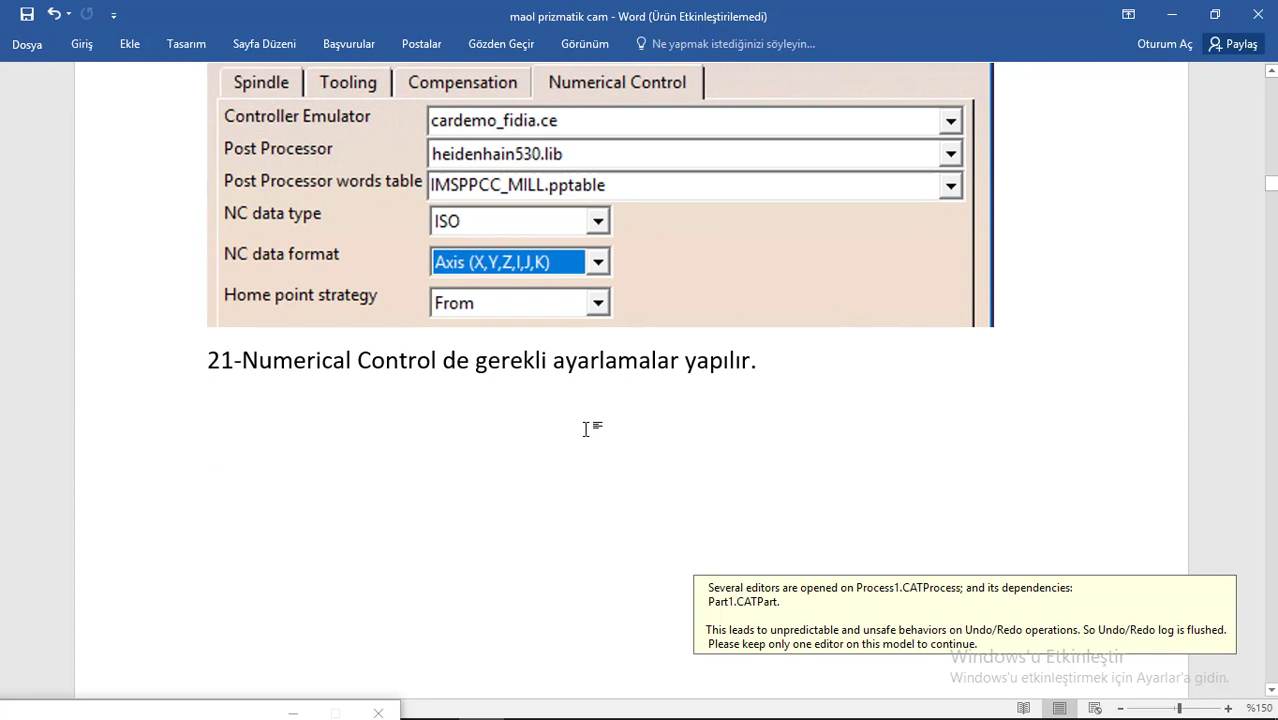 maol prizmatik cam - Word (Ürün Etkinleştirilemedi)
Dosya Giriş Ekle Tasarım Sayfa Düzeni Başvurular Postalar Gözden Geçir Görünüm Ne yapmak istediğinizi söyleyin... Oturum Aç Paylaş
Spindle Tooling Compensation Numerical Control
Controller Emulator cardemo_fidia.ce
Post Processor heidenhain530.lib
Post Processor words table IMSPPCC_MILL.pptable
NC data type ISO
NC data format Axis (X,Y,Z,I,J,K)
Home point strategy From
21-Numerical Control de gerekli ayarlamalar yapılır.
Several editors are opened on Process1.CATProcess; and its dependencies:
Part1.CATPart.
This leads to unpredictable and unsafe behaviors on Undo/Redo operations. So Undo/Redo log is flushed.
Please keep only one editor on this model to continue.
Windows'u Etkinleştir
Windows'u etkinleştirmek için Ayarlar'a gidin.
%150